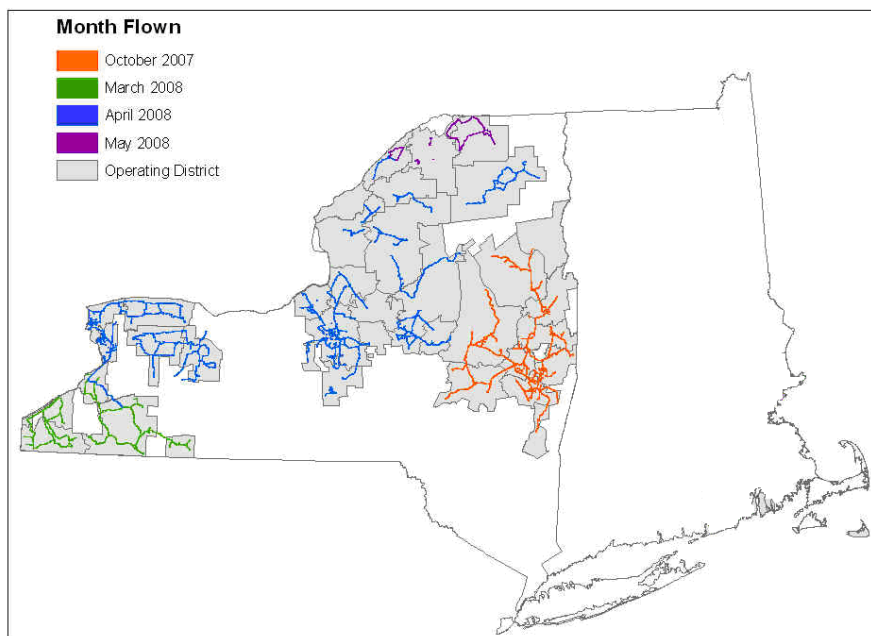 Month Flown
October 2007
March 2008
April 2008
May 2008
Operating District